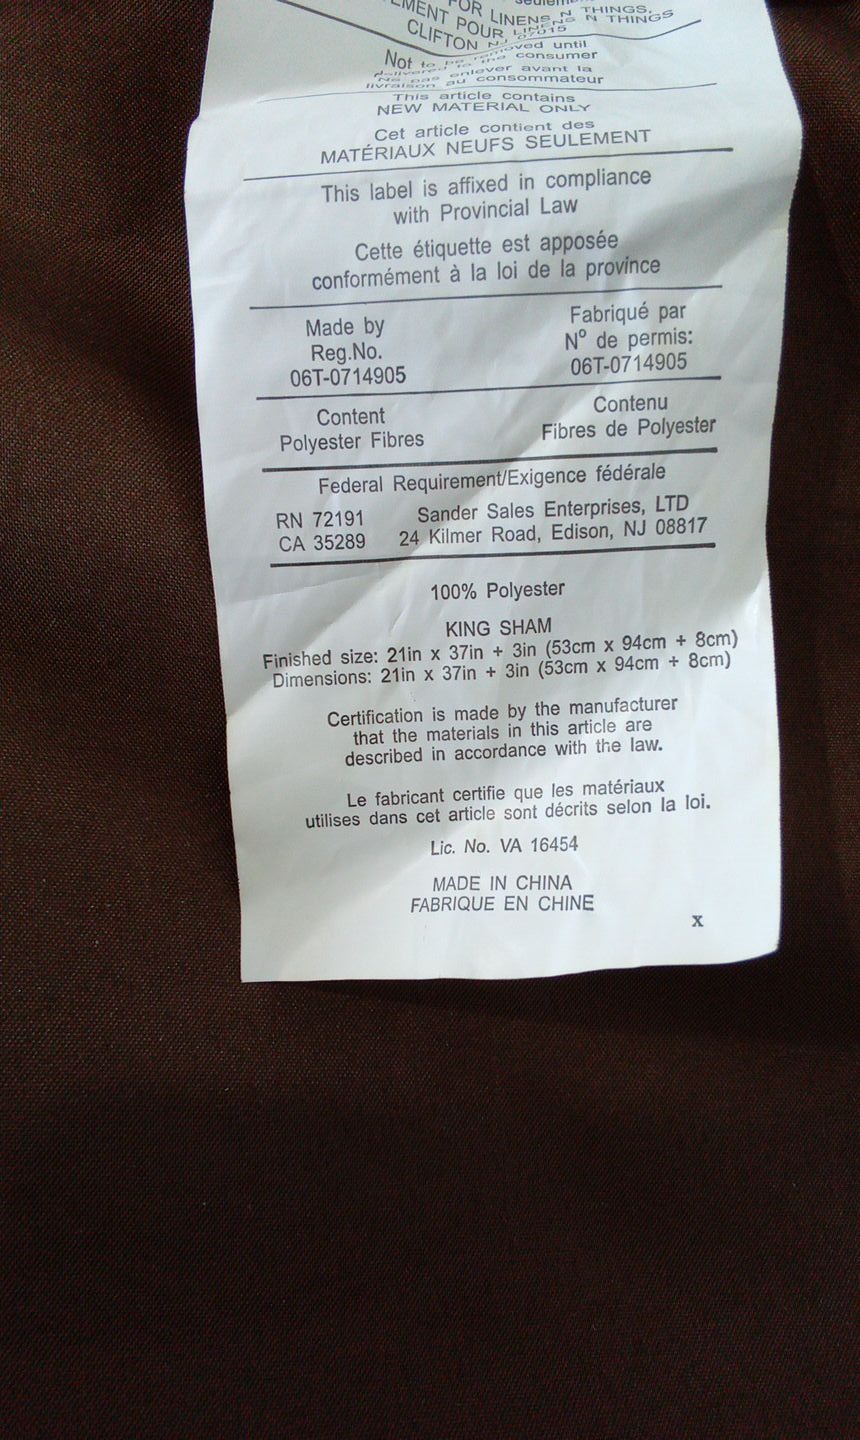 seulement
FOR LINENS N THINGS,
EMENT POUR LINENS N THINGS
CLIFTON NJ 07015
Not to be removed until
delivered to the consumer
Ne pas enlever avant la
livraison au consommateur
This article contains
NEW MATERIAL ONLY
Cet article contient des
MATÉRIAUX NEUFS SEULEMENT
This label is affixed in compliance
with Provincial Law
Cette étiquette est apposée
conformément à la loi de la province
Made by
Reg.No.
06T-0714905
Fabriqué par
N° de permis:
06T-0714905
Content
Polyester Fibres
Contenu
Fibres de Polyester
Federal Requirement/Exigence fédérale
RN 72191
CA 35289
Sander Sales Enterprises, LTD
24 Kilmer Road, Edison, NJ 08817
100% Polyester
KING SHAM
Finished size: 21in x 37in + 3in (53cm x 94cm + 8cm)
Dimensions: 21in x 37in + 3in (53cm x 94cm + 8cm)
Certification is made by the manufacturer
that the materials in this article are
described in accordance with the law.
Le fabricant certifie que les matériaux
utilises dans cet article sont décrits selon la loi.
Lic. No. VA 16454
MADE IN CHINA
FABRIQUE EN CHINE
x